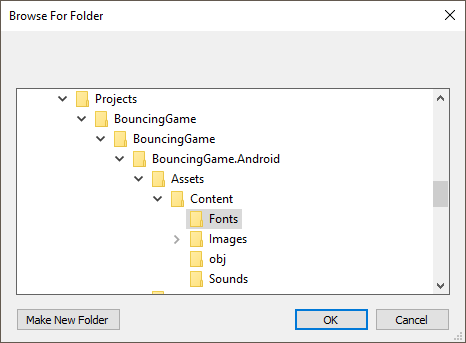 Browse For Folder
Projects
BouncingGame
BouncingGame
BouncingGame.Android
Assets
Content
Fonts
Images
obj
Sounds
Make New Folder
OK
Cancel